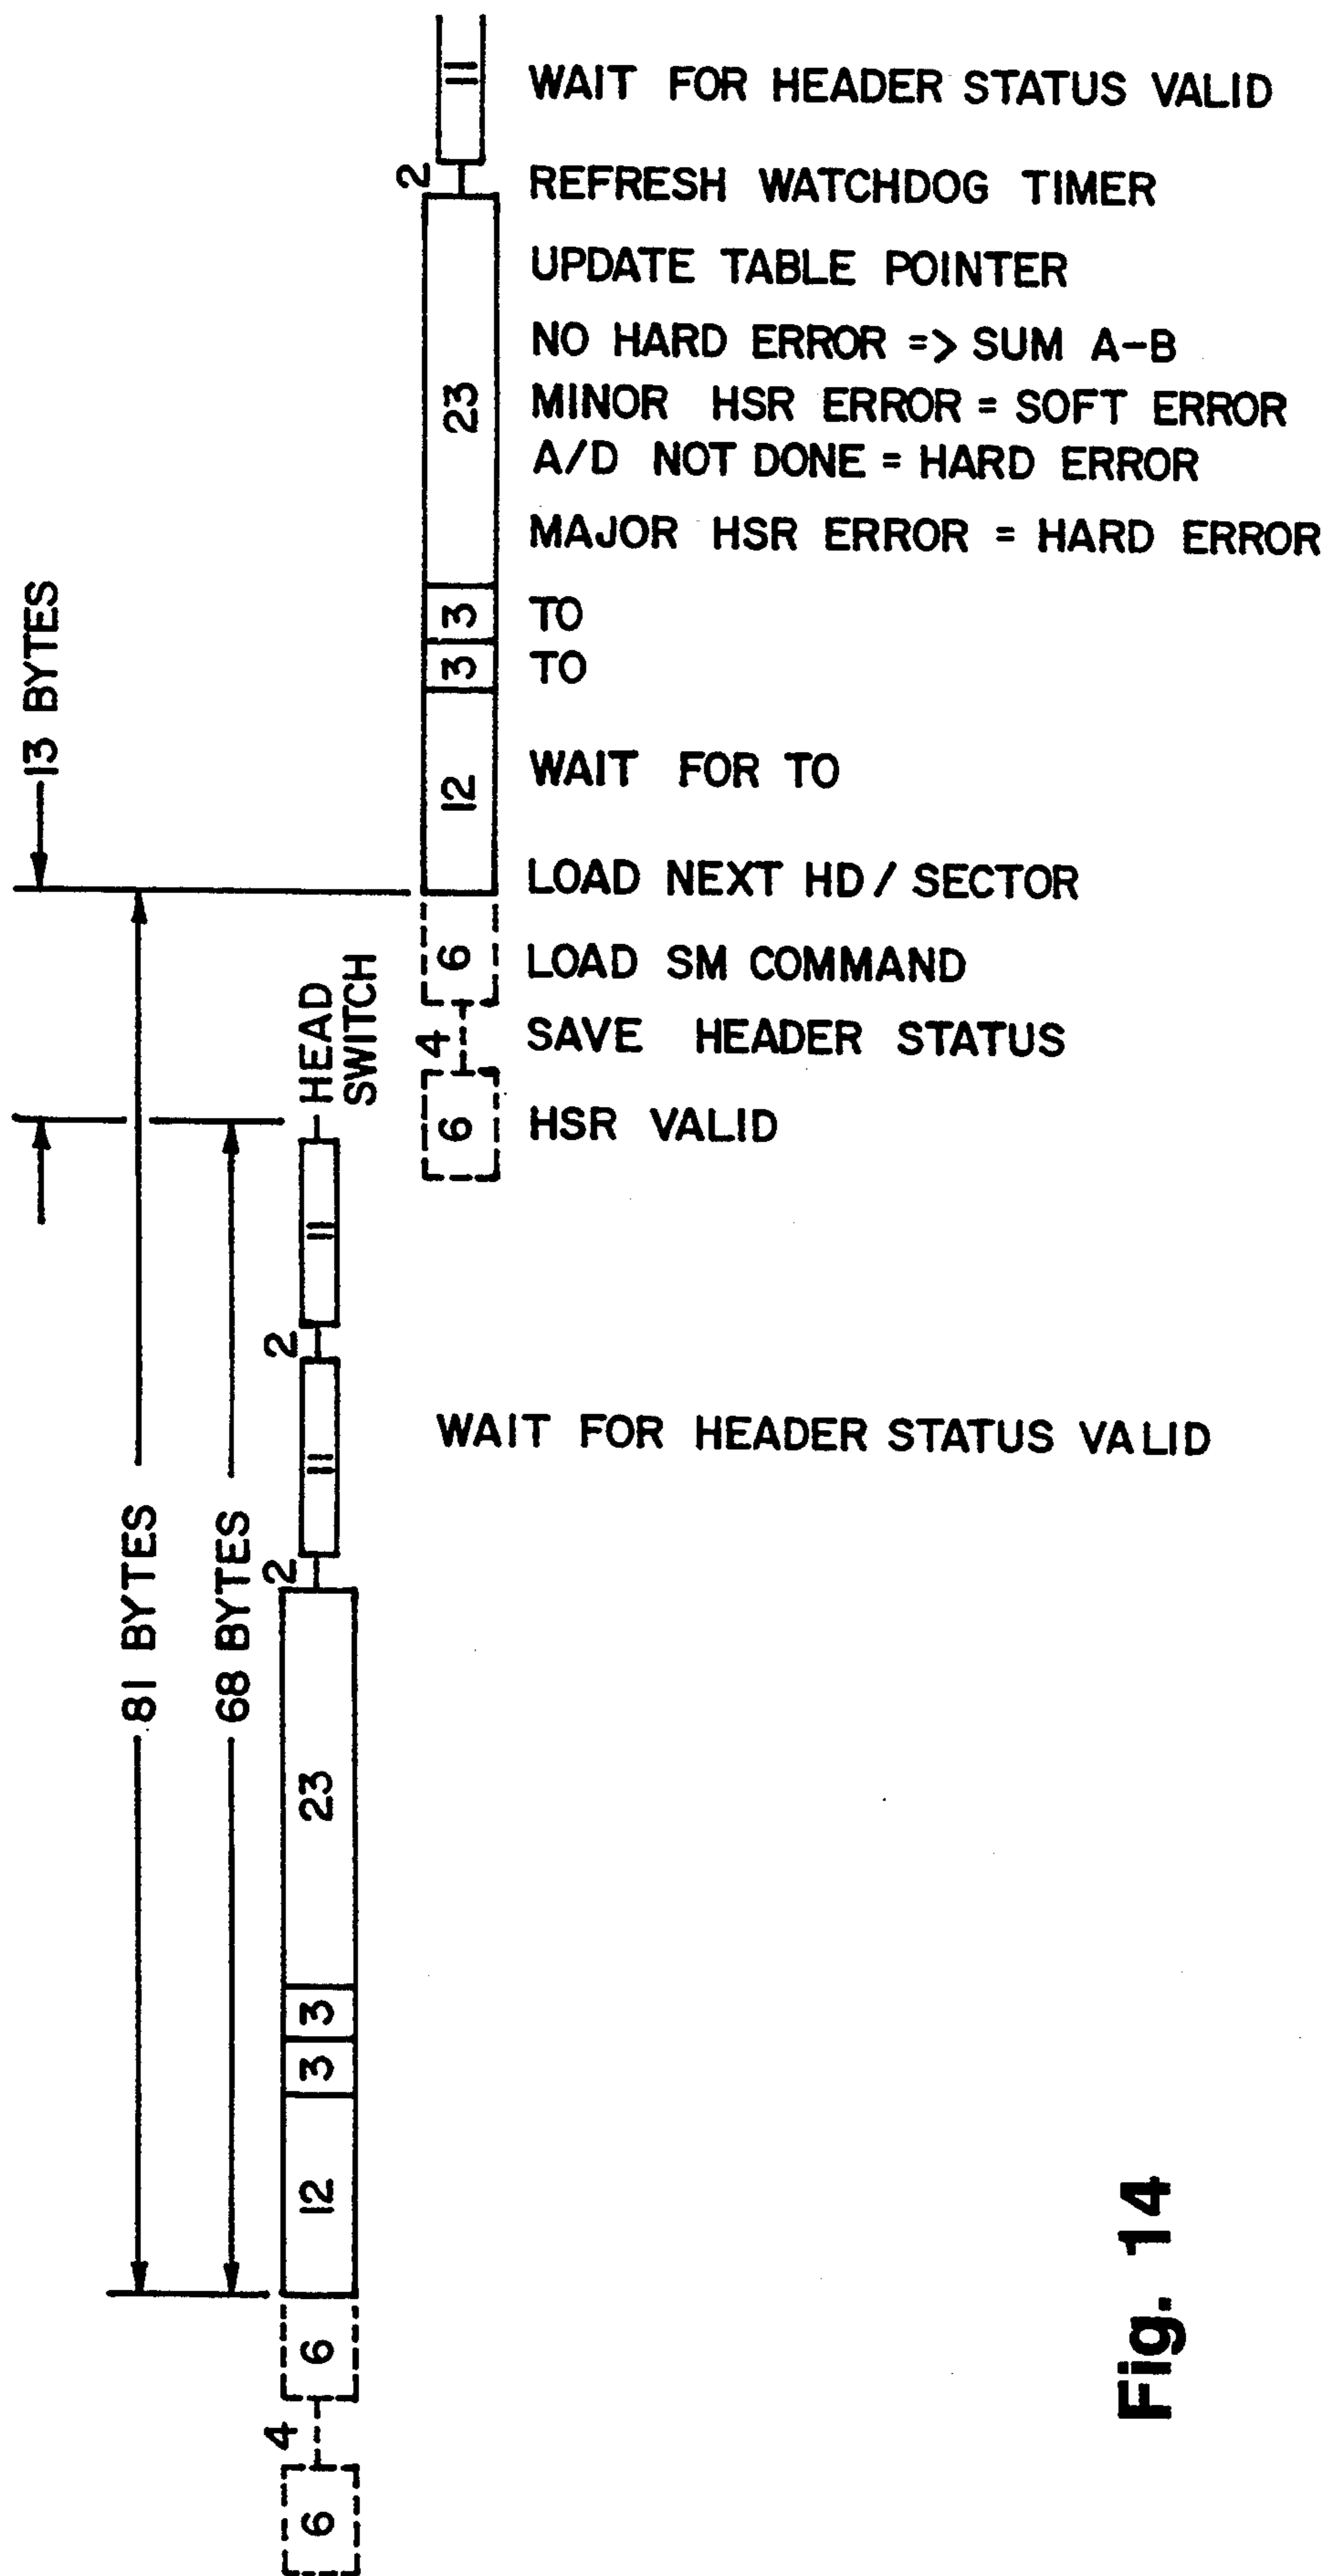 11
WAIT FOR HEADER STATUS VALID
2
REFRESH WATCHDOG TIMER
UPDATE TABLE POINTER
NO HARD ERROR => SUM A-B
23
MINOR HSR ERROR = SOFT ERROR
A/D NOT DONE = HARD ERROR
MAJOR HSR ERROR = HARD ERROR
3
TO
3
TO
13 BYTES
12
WAIT FOR TO
LOAD NEXT HD / SECTOR
6
LOAD SM COMMAND
HEAD
SWITCH
4
SAVE HEADER STATUS
6
HSR VALID
11
2
11
WAIT FOR HEADER STATUS VALID
2
81 BYTES
68 BYTES
23
3
3
12
6
4
6
Fig. 14